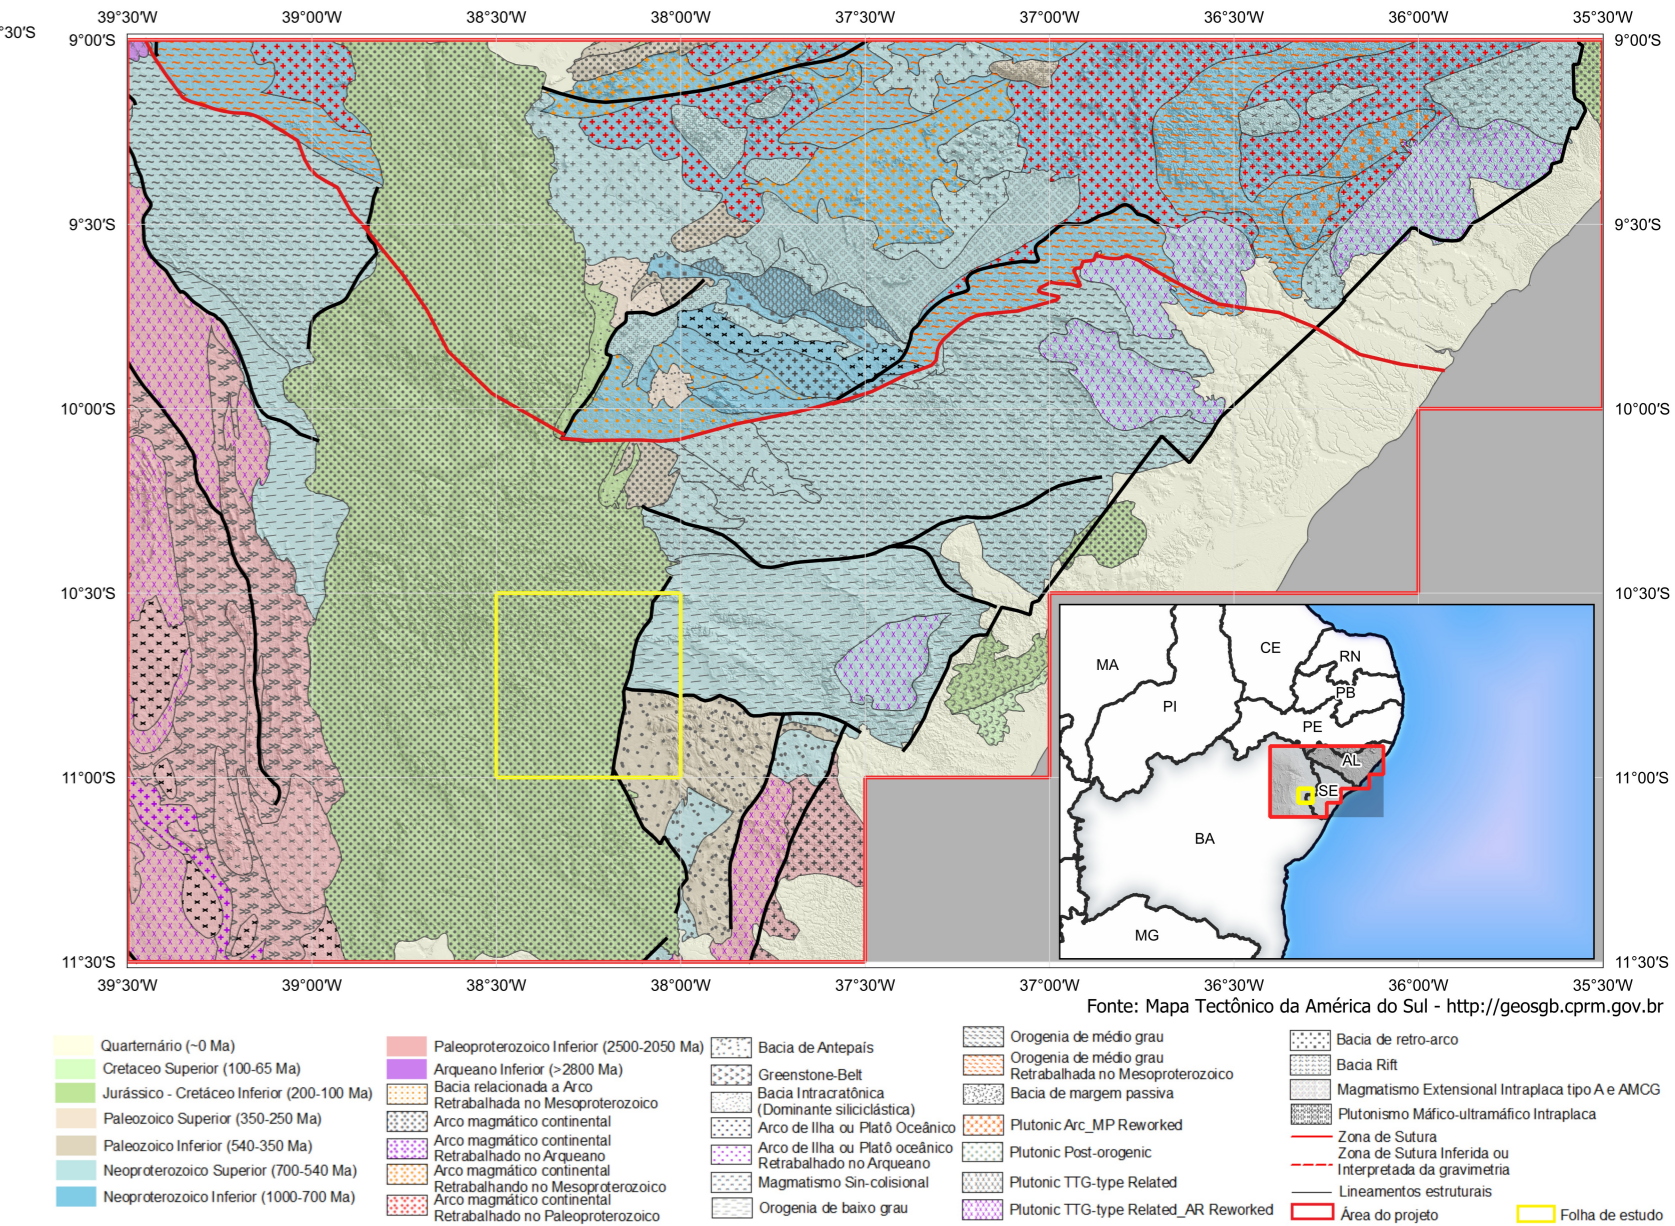 39°30'W 39°00'W 38°30'W 38°00'W 37°30'W 37°00'W 36°30'W 36°00'W 35°30'W
°30'S
9°00'S 9°00'S
9°30'S 9°30'S
10°00'S 10°00'S
10°30'S 10°30'S
11°00'S 11°00'S
11°30'S 11°30'S
MA
CE
RN
PB
PI
PE
AL
SE
BA
MG
39°30'W 39°00'W 38°30'W 38°00'W 37°30'W 37°00'W 36°30'W 36°00'W 35°30'W
Fonte: Mapa Tectônico da América do Sul - http://geosgb.cprm.gov.br
Quarternário (~0 Ma)
Cretaceo Superior (100-65 Ma)
Jurássico - Cretáceo Inferior (200-100 Ma)
Paleozoico Superior (350-250 Ma)
Paleozoico Inferior (540-350 Ma)
Neoproterozoico Superior (700-540 Ma)
Neoproterozoico Inferior (1000-700 Ma)
Paleoproterozoico Inferior (2500-2050 Ma)
Arqueano Inferior (>2800 Ma)
Bacia relacionada a Arco
Retrabalhada no Mesoproterozoico
Arco magmático continental
Arco magmático continental
Retrabalhado no Arqueano
Arco magmático continental
Retrabalhando no Mesoproterozoico
Arco magmático continental
Retrabalhado no Paleoproterozoico
Bacia de Antepaís
Greenstone-Belt
Bacia Intracratônica
(Dominante siliciclástica)
Arco de Ilha ou Platô Oceânico
Arco de Ilha ou Platô oceânico
Retrabalhado no Arqueano
Magmatismo Sin-colisional
Orogenia de baixo grau
Orogenia de médio grau
Orogenia de médio grau
Retrabalhada no Mesoproterozoico
Bacia de margem passiva
Plutonic Arc_MP Reworked
Plutonic Post-orogenic
Plutonic TTG-type Related
Plutonic TTG-type Related_AR Reworked
Bacia de retro-arco
Bacia Rift
Magmatismo Extensional Intraplaca tipo A e AMCG
Plutonismo Máfico-ultramáfico Intraplaca
Zona de Sutura
Zona de Sutura Inferida ou
Interpretada da gravimetria
Lineamentos estruturais
Área do projeto
Folha de estudo